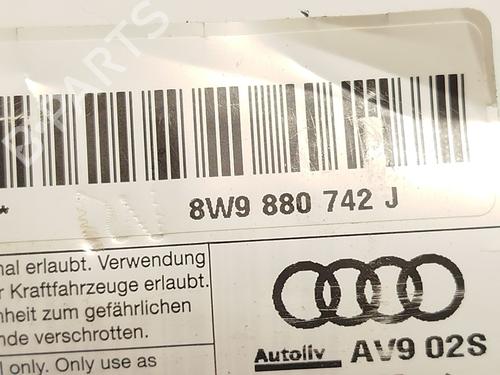 B-PARTS
* 8W9 880 742 J
nal erlaubt. Verwendung
r Kraftfahrzeuge erlaubt.
nheit zum gefährlichen
nde verschrotten.
l only. Only use as
Autoliv AV9 02S